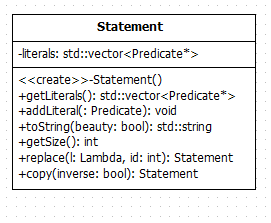 Statement
-literals: std::vector<Predicate*>
<<create>>-Statement()
+getLiterals(): std::vector<Predicate*>
+addLiteral(: Predicate): void
+toString(beauty: bool): std::string
+getSize(): int
+replace(l: Lambda, id: int): Statement
+copy(inverse: bool): Statement